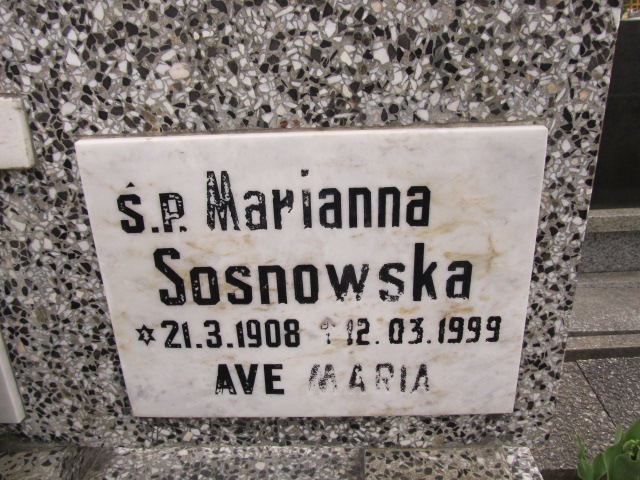 Ś.P. Marianna
Sosnowska
✡21.3.1908 †12.03.1999
AVE MARIA